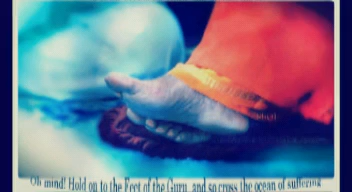 Oh mind! Hold on to the Feet of the Guru, and so cross the ocean of suffering